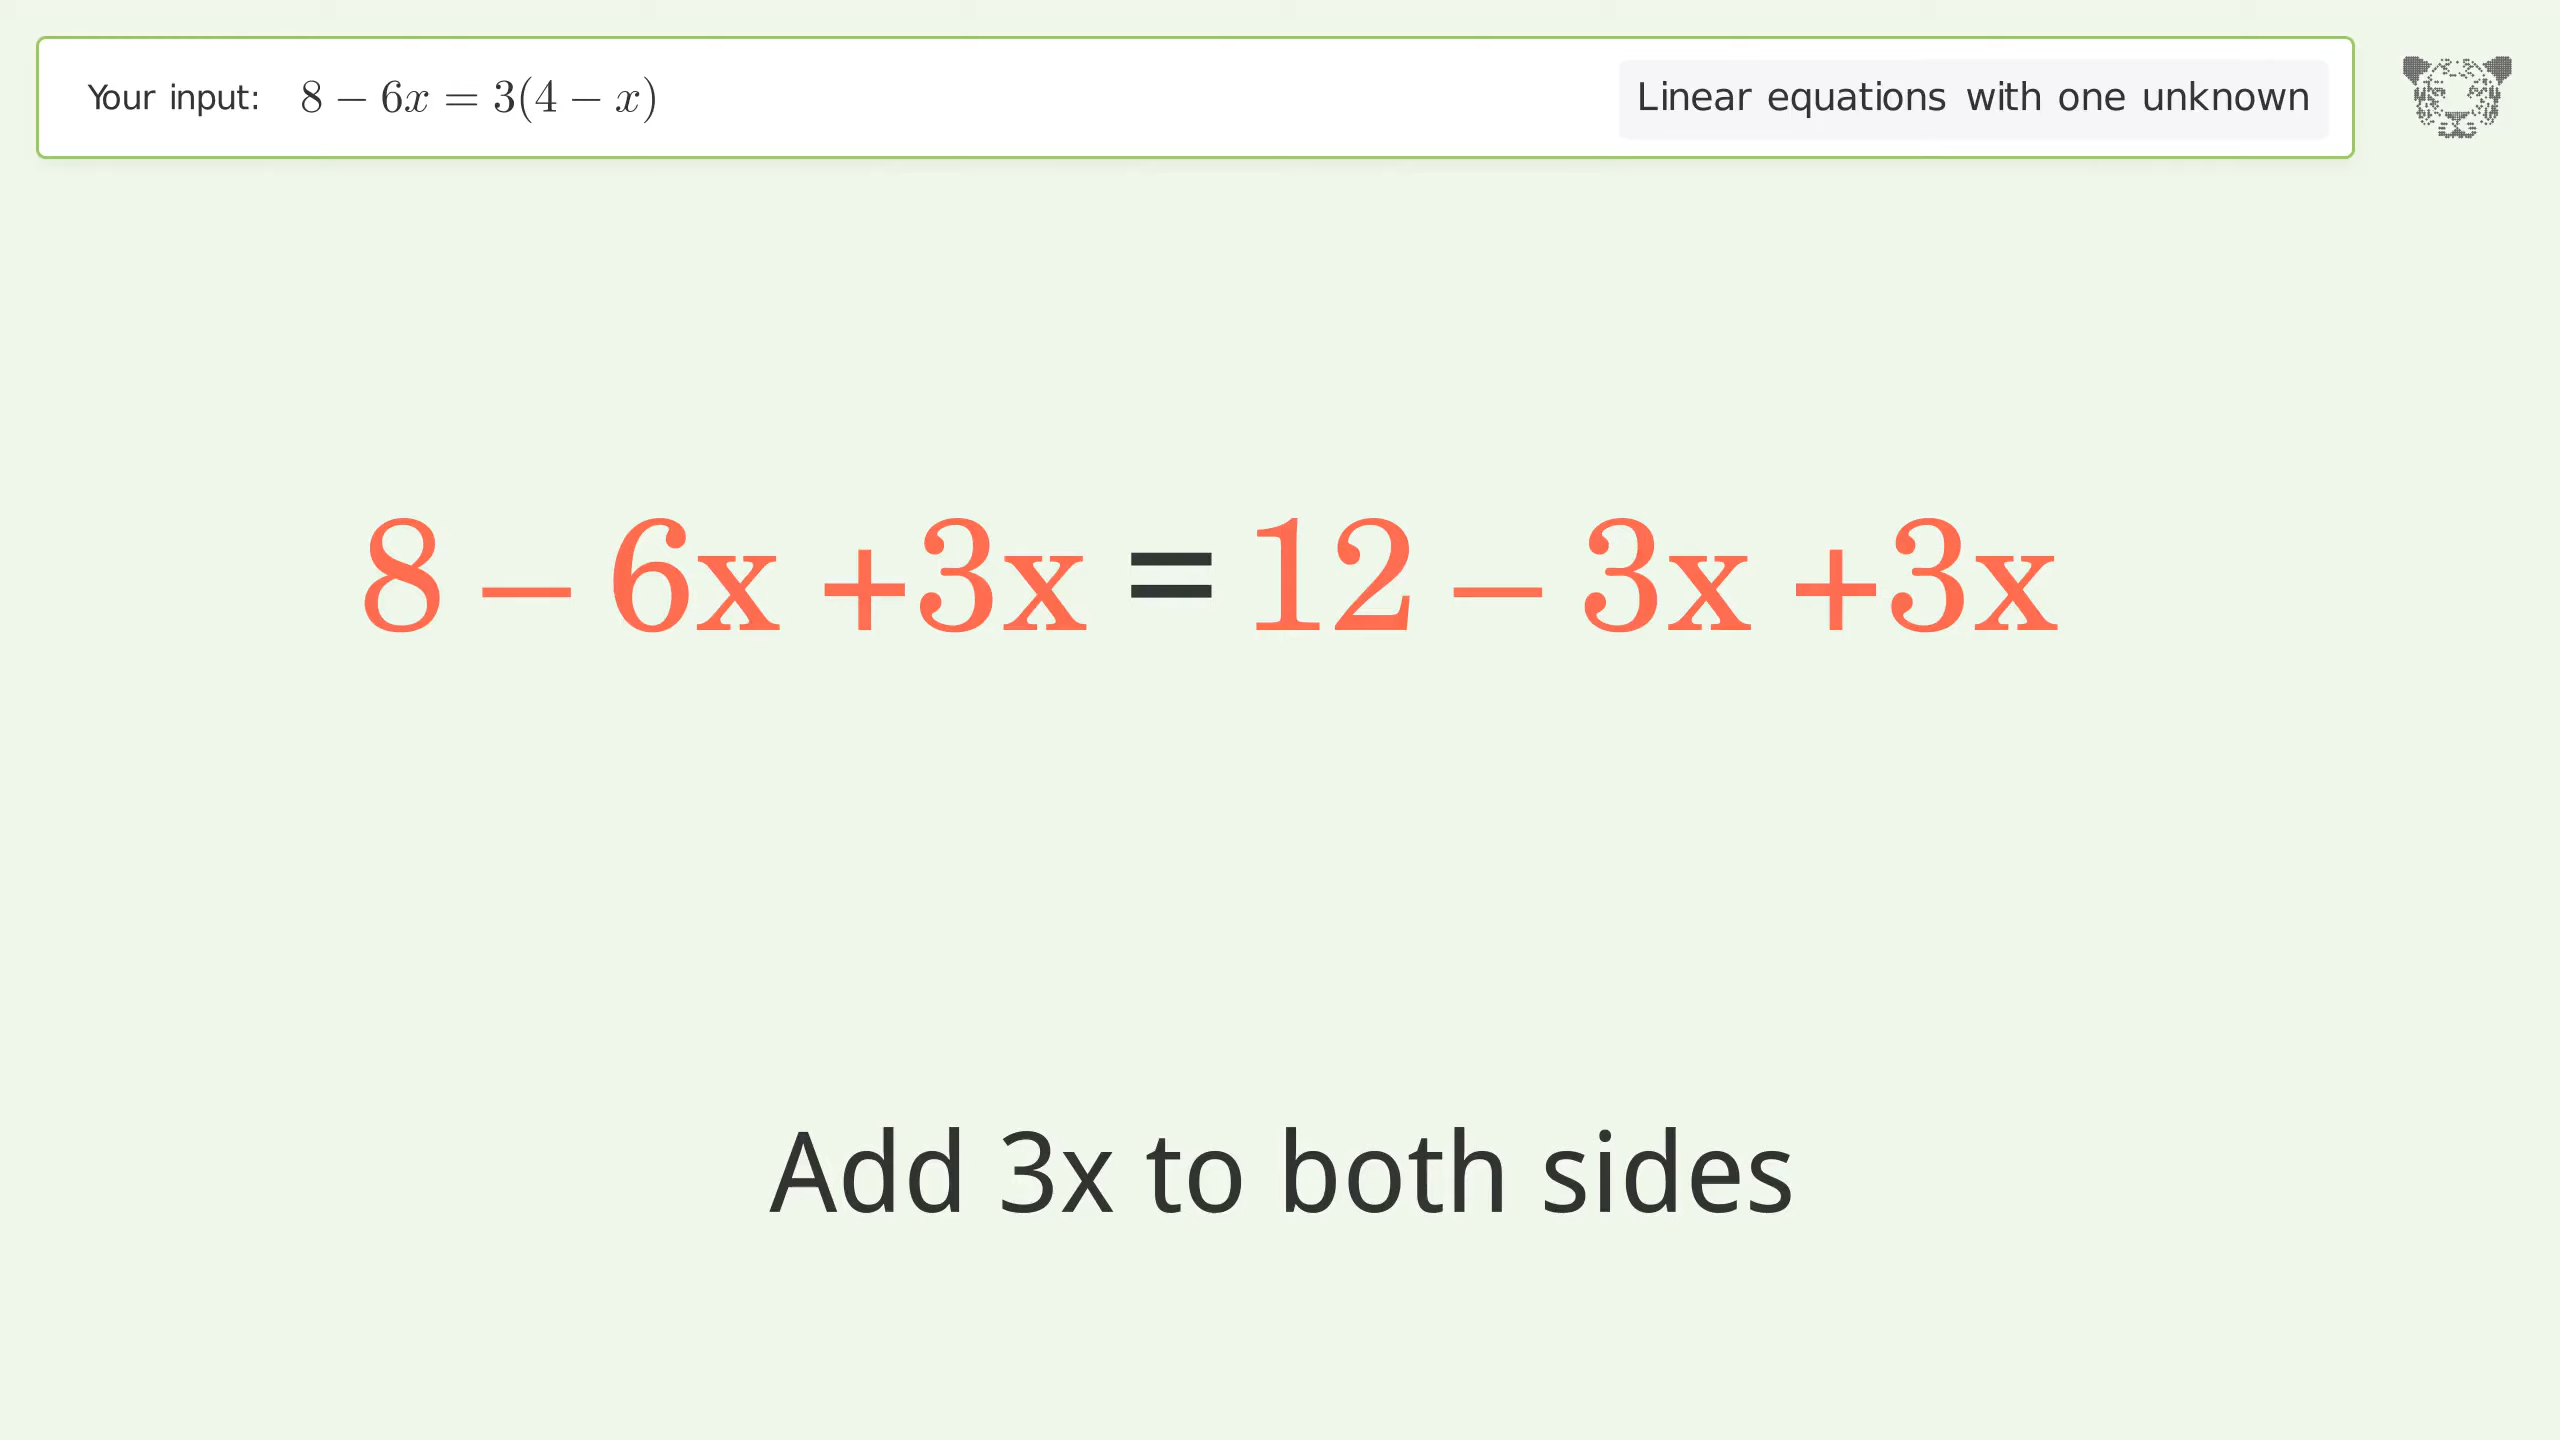 Your input: 8 − 6x = 3(4 − x)
Linear equations with one unknown
8 − 6x +3x = 12 − 3x +3x
Add 3x to both sides